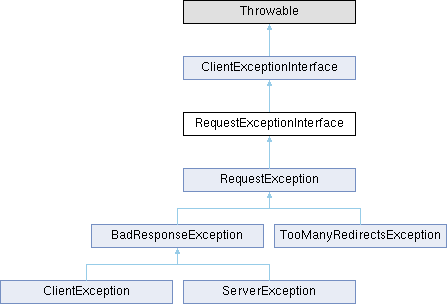 Throwable
ClientExceptionInterface
RequestExceptionInterface
RequestException
BadResponseException
TooManyRedirectsException
ClientException
ServerException